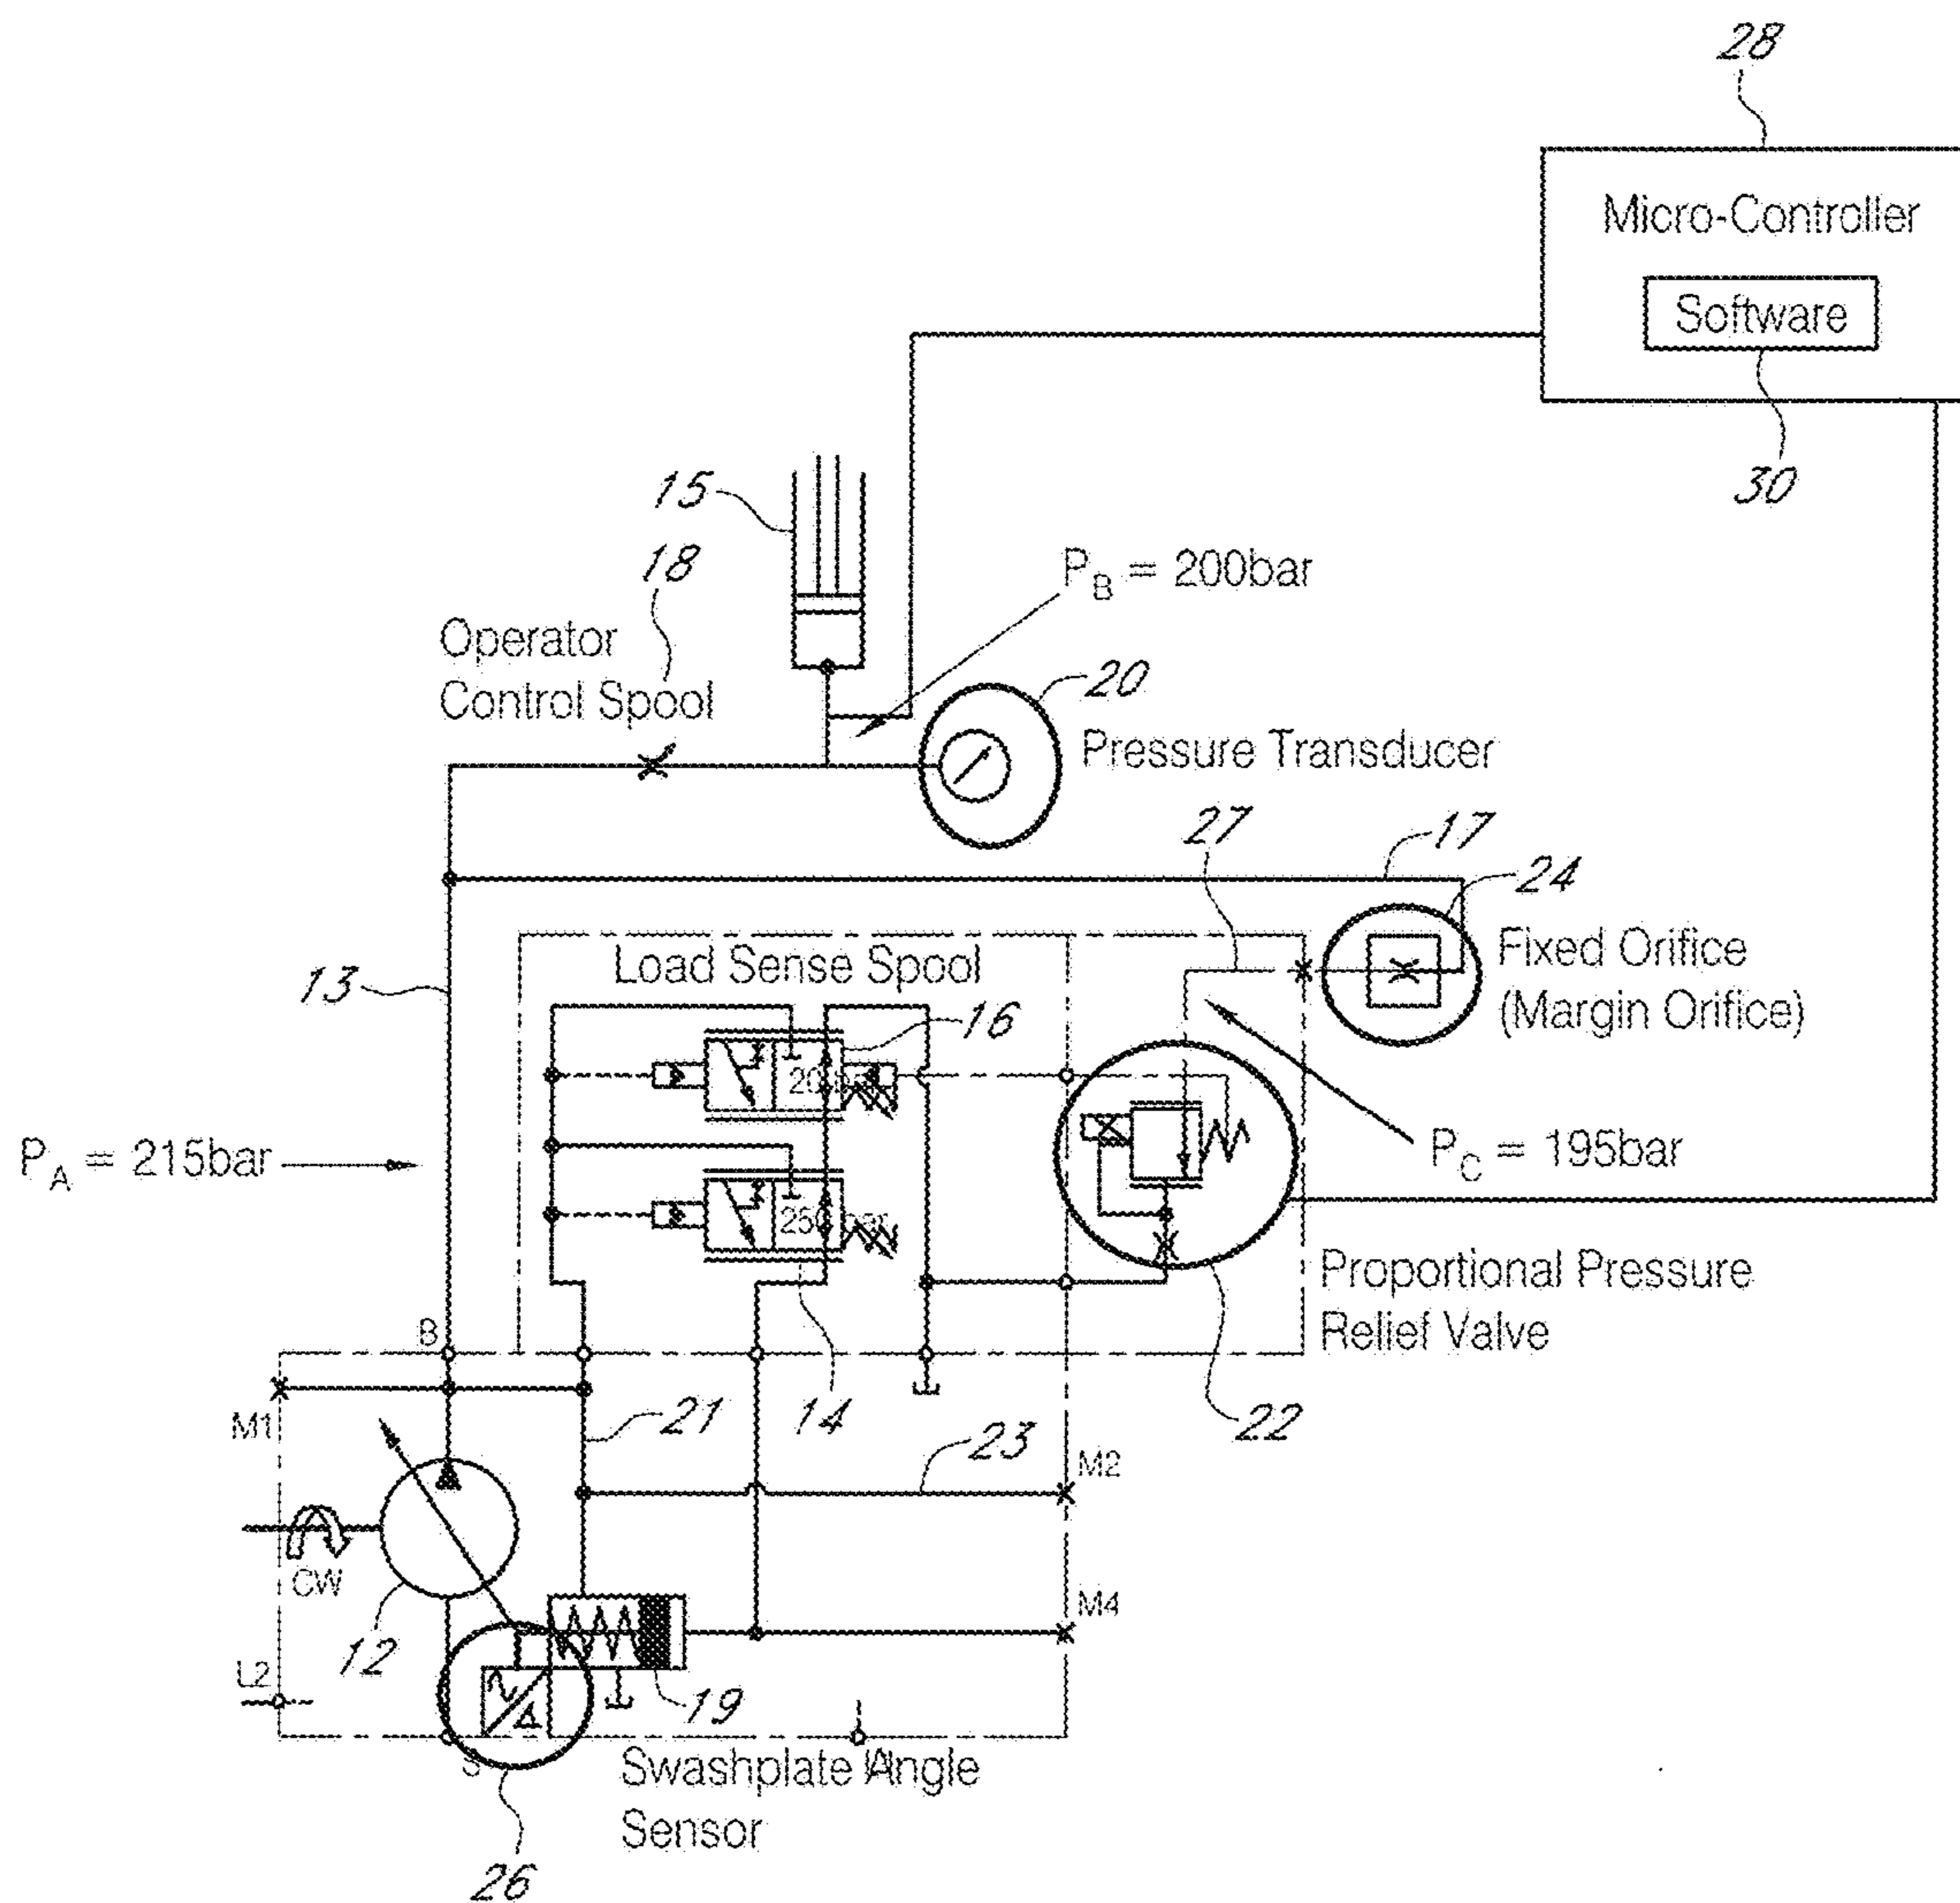 28
Micro-Controller
Software
30
15
18
P_B = 200bar
Operator
Control Spool
20
Pressure Transducer
27
17
24
Load Sense Spool
Fixed Orifice
(Margin Orifice)
13
16
P_A = 215bar
P_C = 195bar
250 bar
Proportional Pressure
Relief Valve
B
14
22
M1
21
23
M2
CW
M4
12
L2
19
S
Swashplate Angle
Sensor
26